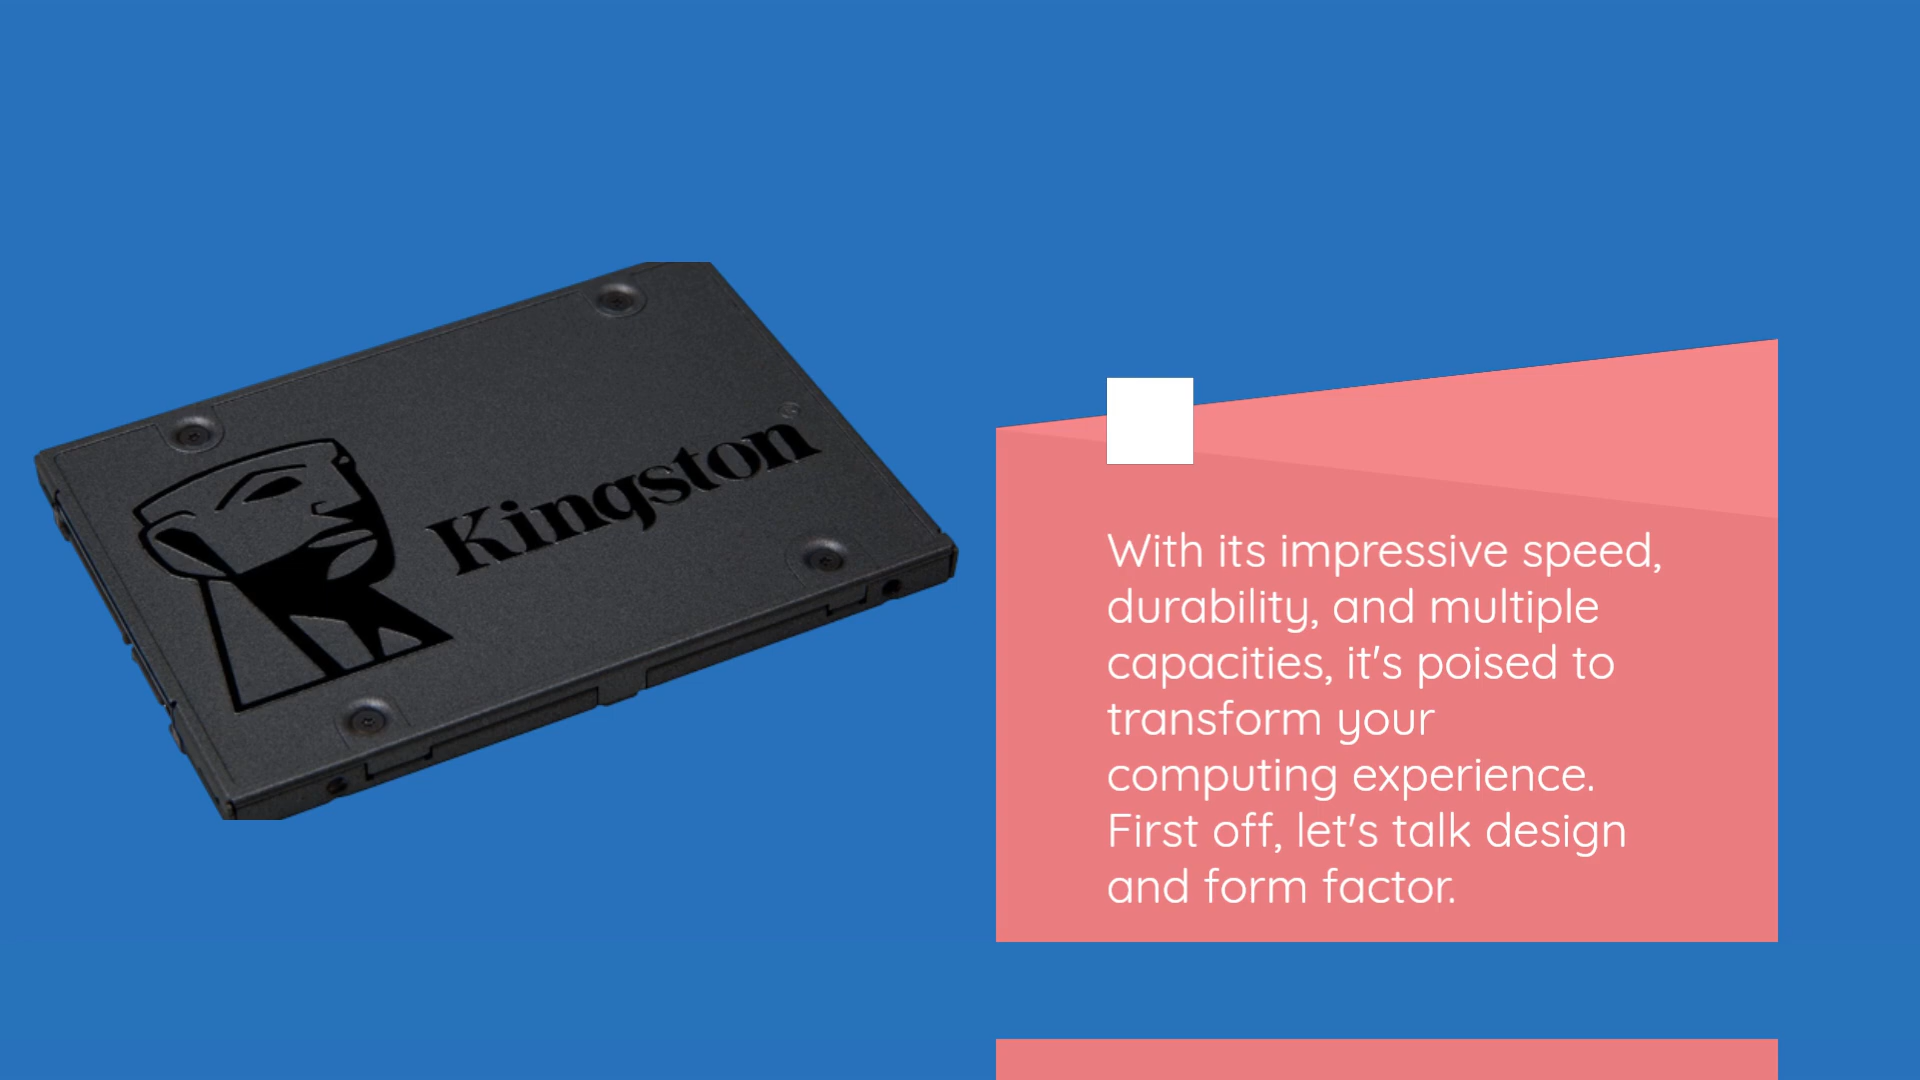 Kingston
With its impressive speed,
durability, and multiple
capacities, it's poised to
transform your
computing experience.
First off, let's talk design
and form factor.